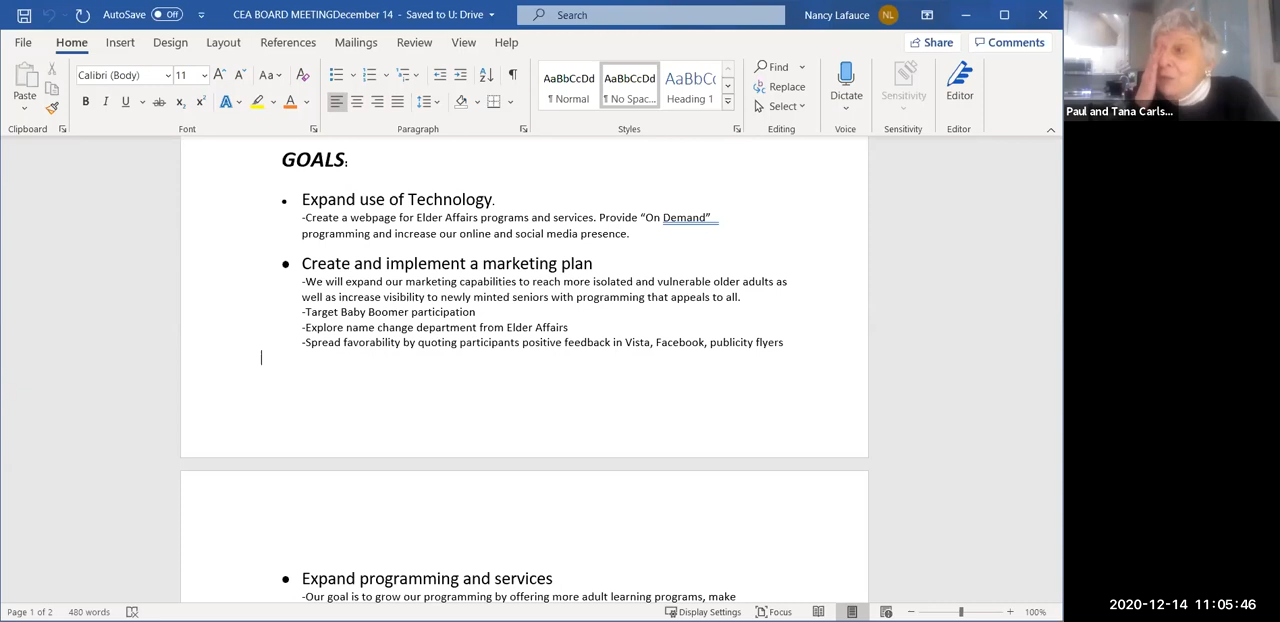 AutoSave Off
CEA BOARD MEETINGDecember 14 - Saved to U: Drive
Search
Nancy Lafauce NL
File Home Insert Design Layout References Mailings Review View Help
Share Comments
Paste
Clipboard
Calibri (Body) 11
A A Aa A
B I U ab x₂ x² A A
Font
Paragraph
AaBbCcDd AaBbCcDd AaBbCc
¶ Normal ¶ No Spac... Heading 1
Styles
Find
Replace
Select
Editing
Dictate
Voice
Sensitivity
Sensitivity
Editor
Editor
Paul and Tana Carls...
GOALS:
• Expand use of Technology.
-Create a webpage for Elder Affairs programs and services. Provide “On Demand”
programming and increase our online and social media presence.
● Create and implement a marketing plan
-We will expand our marketing capabilities to reach more isolated and vulnerable older adults as
well as increase visibility to newly minted seniors with programming that appeals to all.
-Target Baby Boomer participation
-Explore name change department from Elder Affairs
-Spread favorability by quoting participants positive feedback in Vista, Facebook, publicity flyers
● Expand programming and services
-Our goal is to grow our programming by offering more adult learning programs, make
Page 1 of 2 480 words
Display Settings Focus
100%
2020-12-14 11:05:46